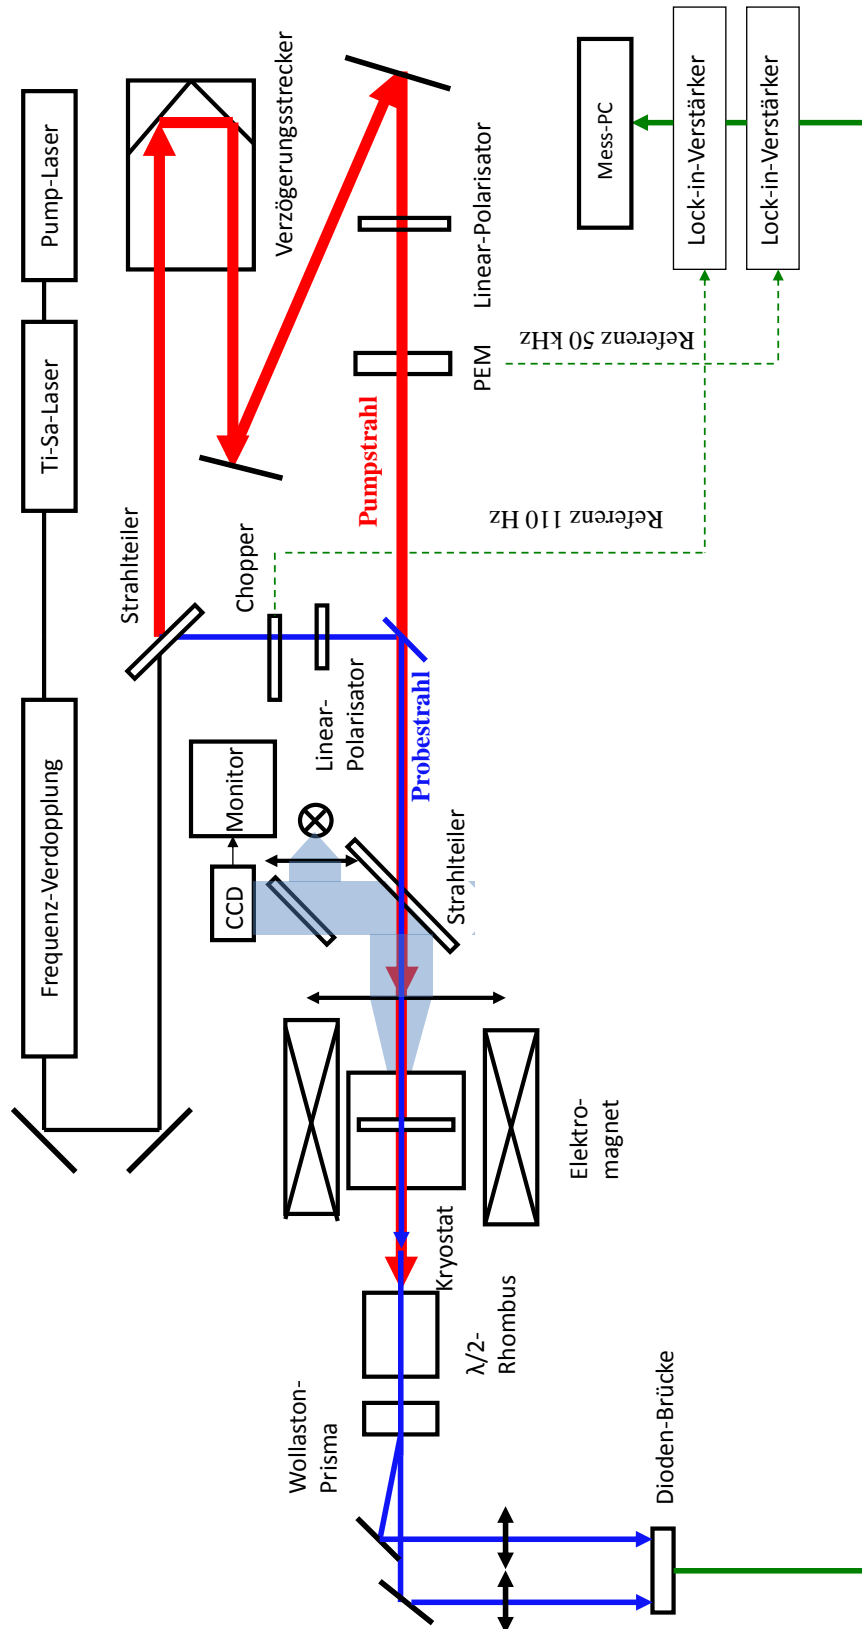 Pump-Laser
Ti-Sa-Laser
Frequenz-Verdopplung
Verzögerungsstrecker
Strahlteiler
Chopper
Linear-
Polarisator
Monitor
CCD
Pumpstrahl
Probestrahl
Strahlteiler
Linear-Polarisator
PEM
Referenz 50 kHz
Referenz 110 Hz
Mess-PC
Lock-in-Verstärker
Lock-in-Verstärker
Elektro-
magnet
Kryostat
λ/2-
Rhombus
Wollaston-
Prisma
Dioden-Brücke